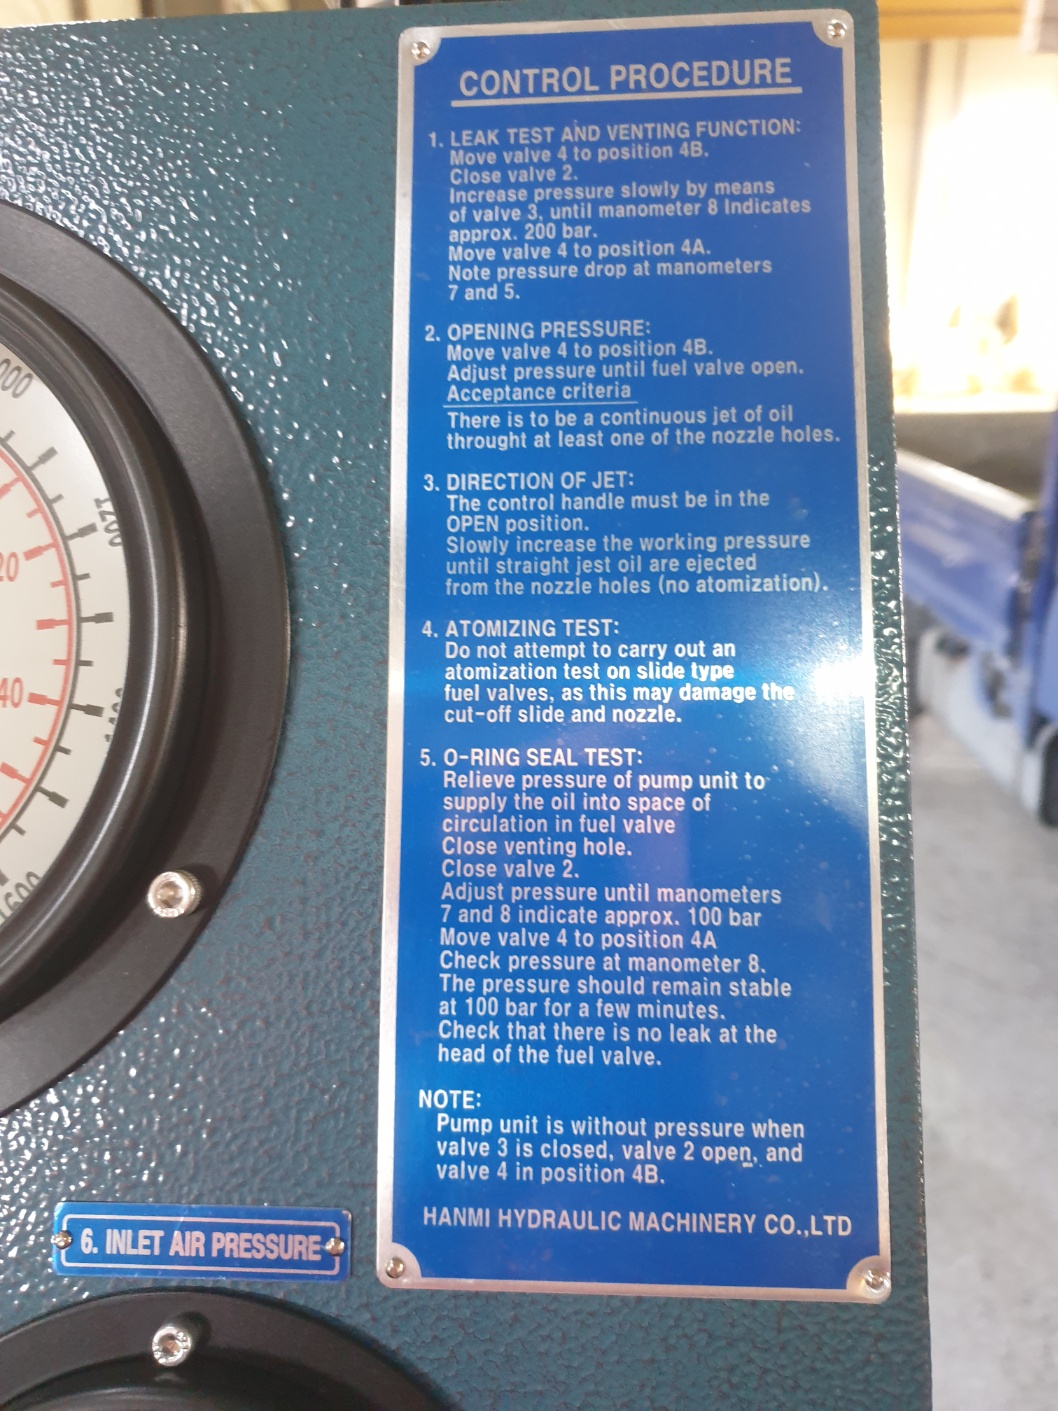 CONTROL PROCEDURE
1. LEAK TEST AND VENTING FUNCTION:
Move valve 4 to position 4B.
Close valve 2.
Increase pressure slowly by means
of valve 3, until manometer 8 Indicates
approx. 200 bar.
Move valve 4 to position 4A.
Note pressure drop at manometers
7 and 5.
2. OPENING PRESSURE:
Move valve 4 to position 4B.
Adjust pressure until fuel valve open.
Acceptance criteria
There is to be a continuous jet of oil
throught at least one of the nozzle holes.
3. DIRECTION OF JET:
The control handle must be in the
OPEN position.
Slowly increase the working pressure
until straight jest oil are ejected
from the nozzle holes (no atomization).
4. ATOMIZING TEST:
Do not attempt to carry out an
atomization test on slide type
fuel valves, as this may damage the
cut-off slide and nozzle.
5. O-RING SEAL TEST:
Relieve pressure of pump unit to
supply the oil into space of
circulation in fuel valve
Close venting hole.
Close valve 2.
Adjust pressure until manometers
7 and 8 indicate approx. 100 bar
Move valve 4 to position 4A
Check pressure at manometer 8.
The pressure should remain stable
at 100 bar for a few minutes.
Check that there is no leak at the
head of the fuel valve.
NOTE:
Pump unit is without pressure when
valve 3 is closed, valve 2 open, and
valve 4 in position 4B.
HANMI HYDRAULIC MACHINERY CO.,LTD
6. INLET AIR PRESSURE
1200
1600